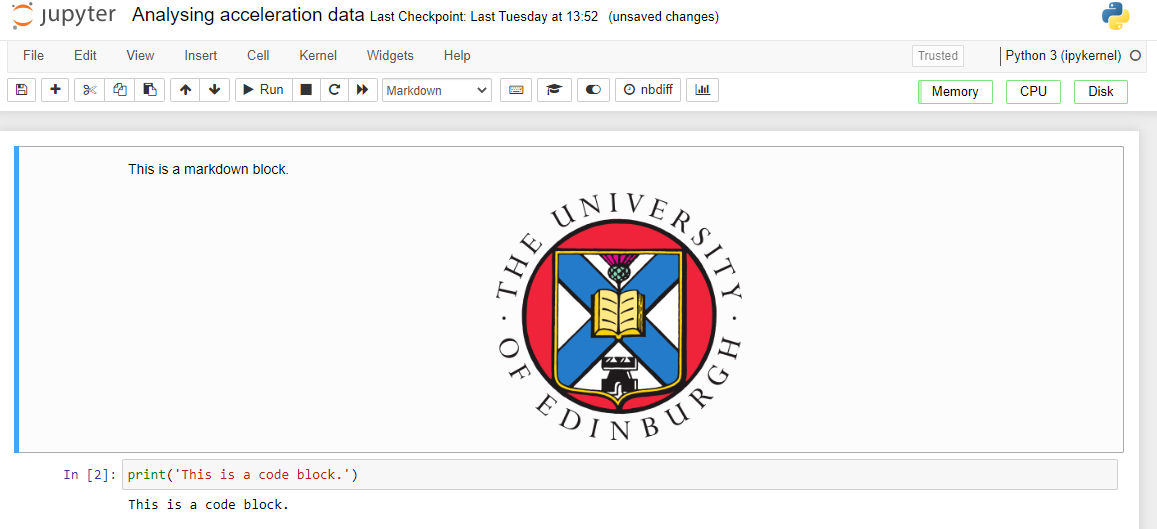 jupyter Analysing acceleration data Last Checkpoint: Last Tuesday at 13:52 (unsaved changes)
File Edit View Insert Cell Kernel Widgets Help Trusted Python 3 (ipykernel)
Run Markdown nbdiff Memory CPU Disk
This is a markdown block.
THE UNIVERSITY · OF EDINBURGH ·
In [2]: print('This is a code block.')
This is a code block.